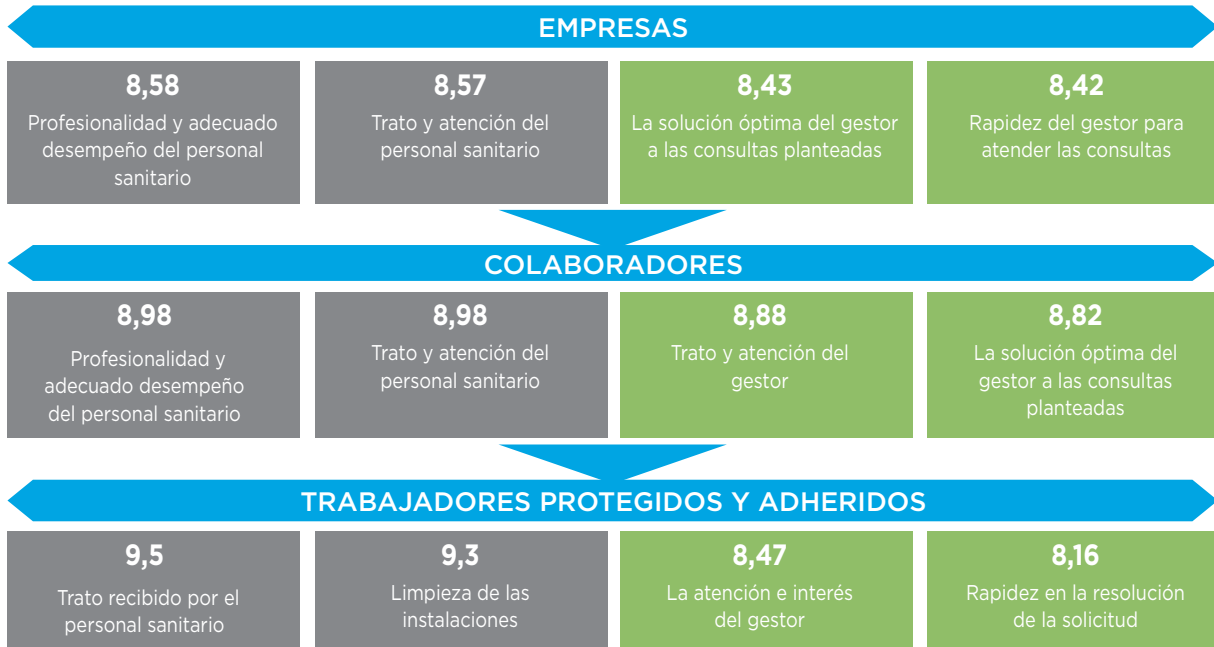 EMPRESAS
8,58
Profesionalidad y adecuado
desempeño del personal
sanitario
8,57
Trato y atención del
personal sanitario
8,43
La solución óptima del gestor
a las consultas planteadas
8,42
Rapidez del gestor para
atender las consultas
COLABORADORES
8,98
Profesionalidad y
adecuado desempeño
del personal sanitario
8,98
Trato y atención del
personal sanitario
8,88
Trato y atención del
gestor
8,82
La solución óptima del
gestor a las consultas
planteadas
TRABAJADORES PROTEGIDOS Y ADHERIDOS
9,5
Trato recibido por el
personal sanitario
9,3
Limpieza de las
instalaciones
8,47
La atención e interés
del gestor
8,16
Rapidez en la resolución
de la solicitud